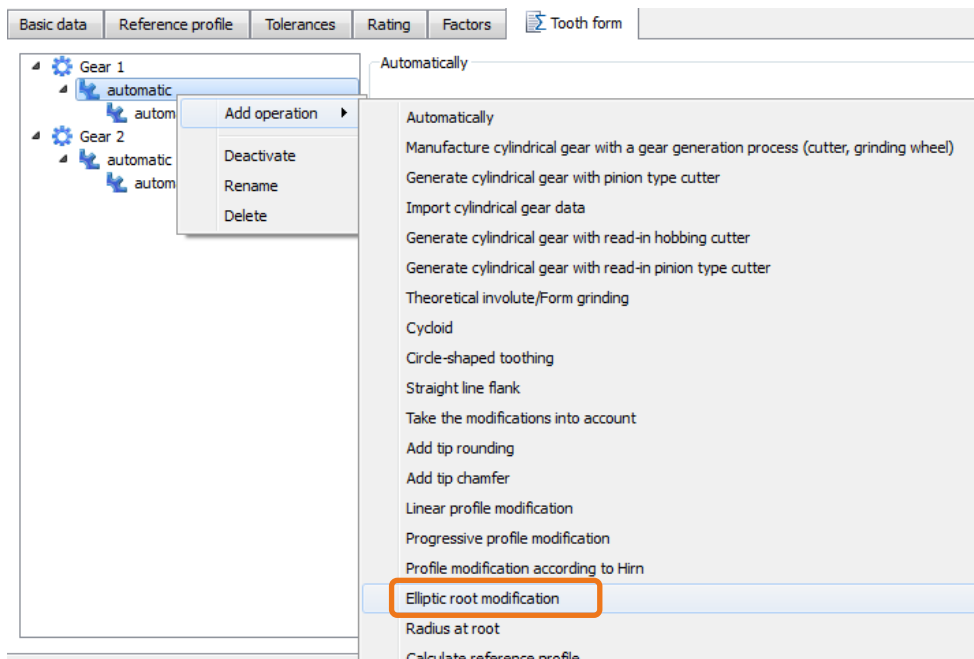 Basic data Reference profile Tolerances Rating Factors Tooth form
Gear 1
automatic
autom
Gear 2
automatic
autom
Add operation
Deactivate
Rename
Delete
Automatically
Automatically
Manufacture cylindrical gear with a gear generation process (cutter, grinding wheel)
Generate cylindrical gear with pinion type cutter
Import cylindrical gear data
Generate cylindrical gear with read-in hobbing cutter
Generate cylindrical gear with read-in pinion type cutter
Theoretical involute/Form grinding
Cycloid
Circle-shaped toothing
Straight line flank
Take the modifications into account
Add tip rounding
Add tip chamfer
Linear profile modification
Progressive profile modification
Profile modification according to Hirn
Elliptic root modification
Radius at root
Calculate reference profile